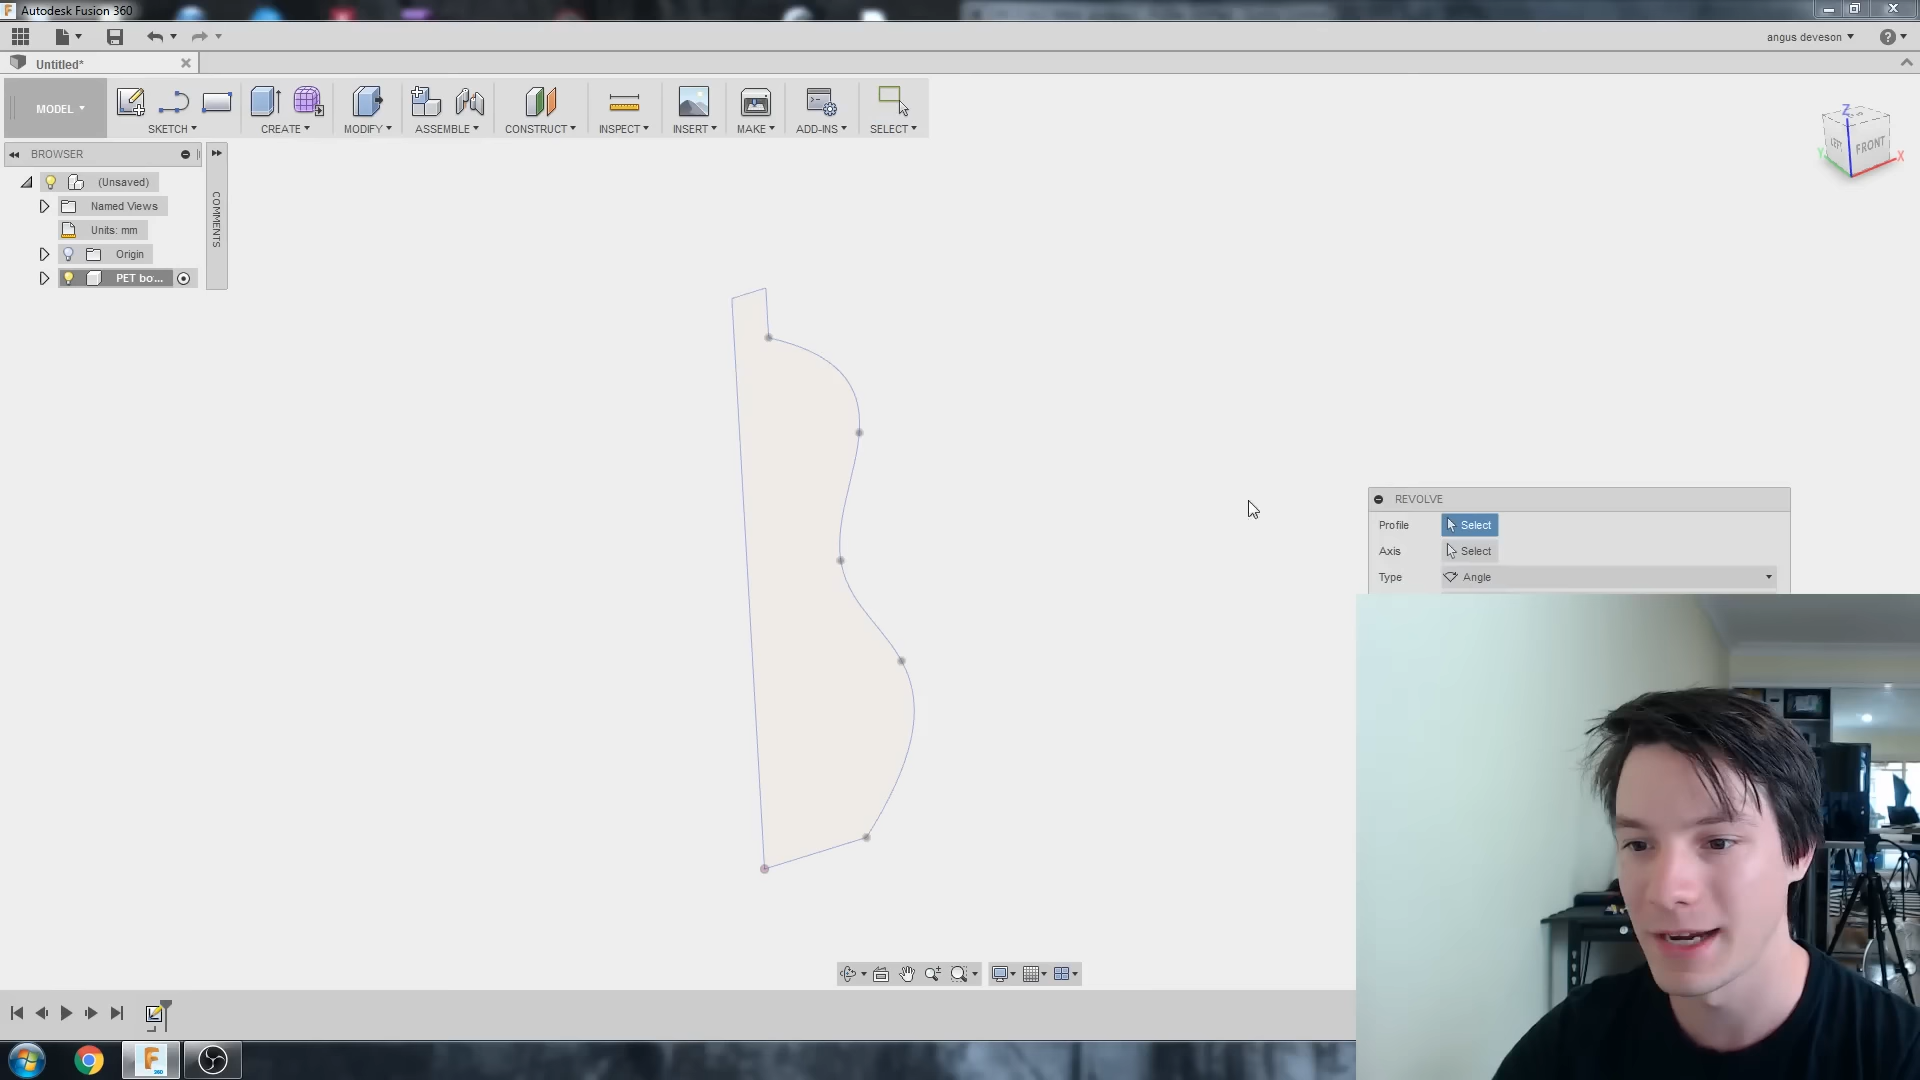 Autodesk Fusion 360
angus deveson
Untitled*
MODEL
SKETCH
CREATE
MODIFY
ASSEMBLE
CONSTRUCT
INSPECT
INSERT
MAKE
ADD-INS
SELECT
BROWSER
COMMENTS
(Unsaved)
Named Views
Units: mm
Origin
PET bo...
Z
LEFT
FRONT
Y
X
REVOLVE
Profile Select
Axis Select
Type Angle